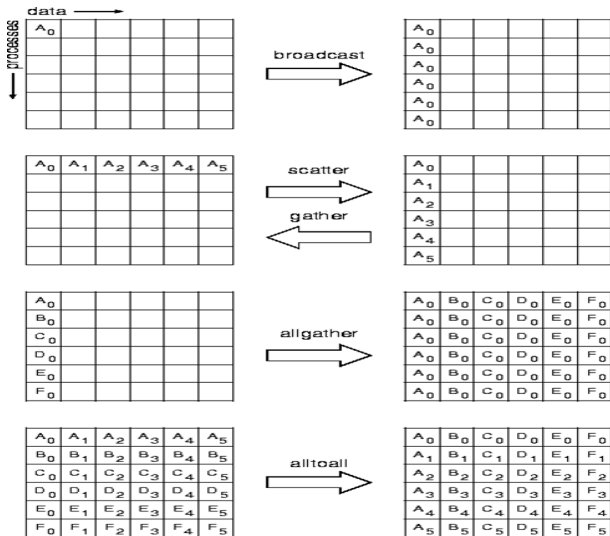 data
processes
A0
broadcast
A0
A0
A0
A0
A0
A0
A0 A1 A2 A3 A4 A5
scatter
gather
A0
A1
A2
A3
A4
A5
A0
B0
C0
D0
E0
F0
allgather
A0 B0 C0 D0 E0 F0
A0 B0 C0 D0 E0 F0
A0 B0 C0 D0 E0 F0
A0 B0 C0 D0 E0 F0
A0 B0 C0 D0 E0 F0
A0 B0 C0 D0 E0 F0
A0 A1 A2 A3 A4 A5
B0 B1 B2 B3 B4 B5
C0 C1 C2 C3 C4 C5
D0 D1 D2 D3 D4 D5
E0 E1 E2 E3 E4 E5
F0 F1 F2 F3 F4 F5
alltoall
A0 B0 C0 D0 E0 F0
A1 B1 C1 D1 E1 F1
A2 B2 C2 D2 E2 F2
A3 B3 C3 D3 E3 F3
A4 B4 C4 D4 E4 F4
A5 B5 C5 D5 E5 F5